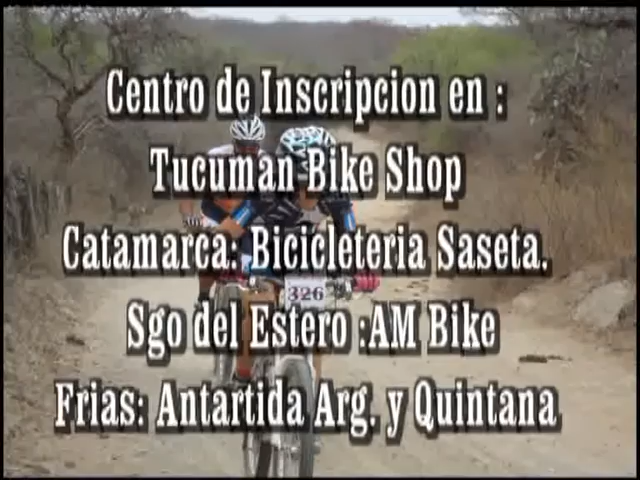 Centro de Inscripcion en :
Tucuman Bike Shop
Catamarca: Bicicleteria Saseta.
326
Sgo del Estero :AM Bike
Frias: Antartida Arg. y Quintana